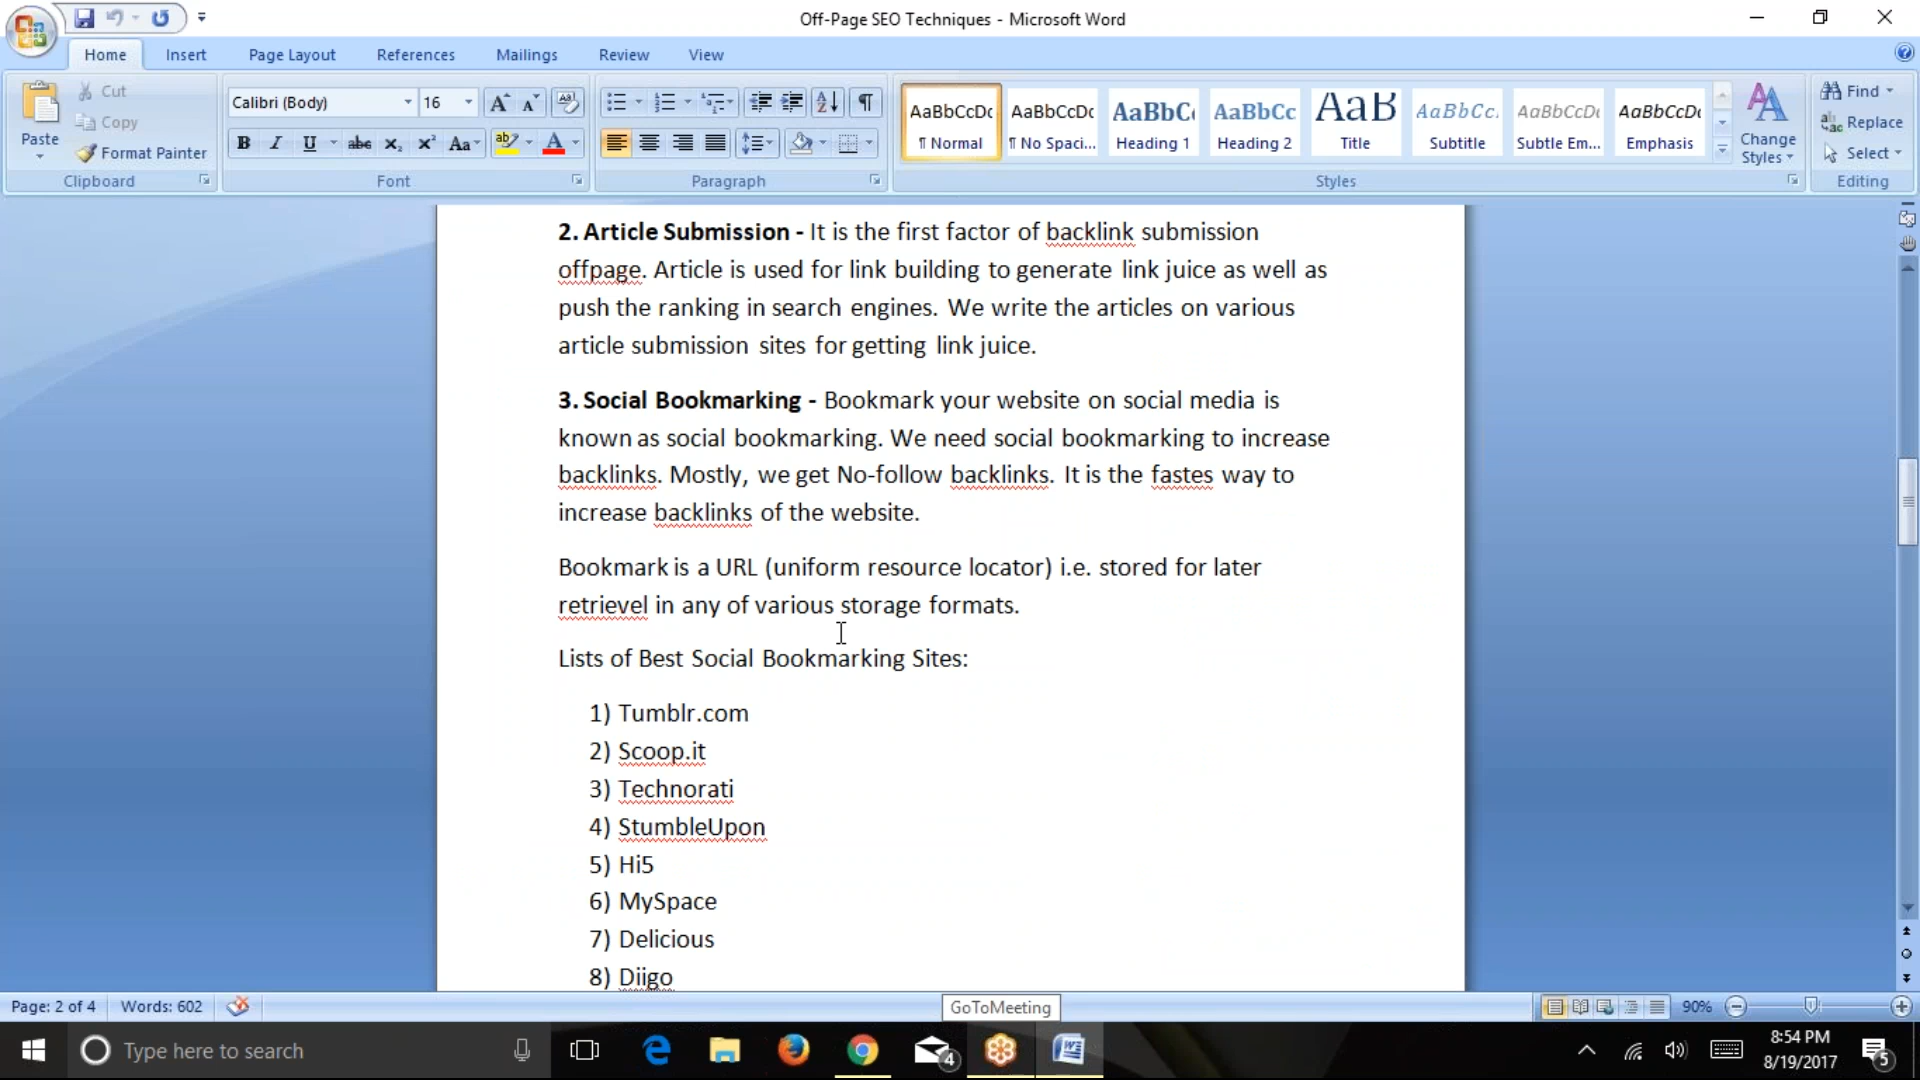 Off-Page SEO Techniques - Microsoft Word
Home Insert Page Layout References Mailings Review View
Paste
Cut
Copy
Format Painter
Clipboard
Calibri (Body) 16
Font
Paragraph
AaBbCcDc AaBbCcDc AaBbC AaBbCc AaB AaBbCc. AaBbCcDc AaBbCcDc
¶ Normal ¶ No Spaci... Heading 1 Heading 2 Title Subtitle Subtle Em... Emphasis
Change Styles
Styles
Find
Replace
Select
Editing
2. Article Submission - It is the first factor of backlink submission
offpage. Article is used for link building to generate link juice as well as
push the ranking in search engines. We write the articles on various
article submission sites for getting link juice.
3. Social Bookmarking - Bookmark your website on social media is
known as social bookmarking. We need social bookmarking to increase
backlinks. Mostly, we get No-follow backlinks. It is the fastes way to
increase backlinks of the website.
Bookmark is a URL (uniform resource locator) i.e. stored for later
retrievel in any of various storage formats.
Lists of Best Social Bookmarking Sites:
1) Tumblr.com
2) Scoop.it
3) Technorati
4) StumbleUpon
5) Hi5
6) MySpace
7) Delicious
8) Diigo
Page: 2 of 4 Words: 602
GoToMeeting
90%
Type here to search
4
8:54 PM
8/19/2017
5